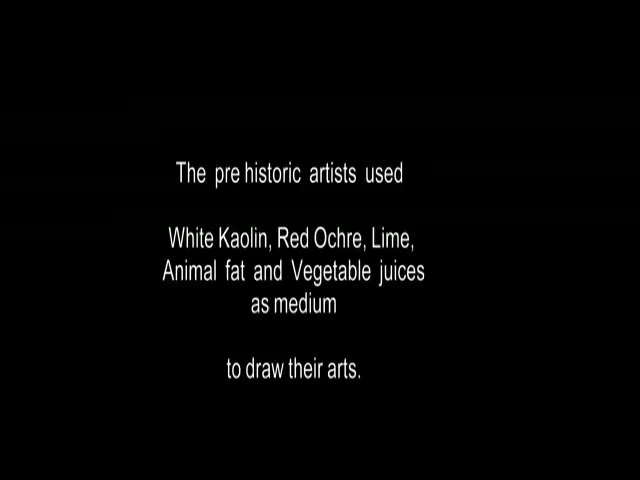 The pre historic artists used
White Kaolin, Red Ochre, Lime,
Animal fat and Vegetable juices
as medium
to draw their arts.